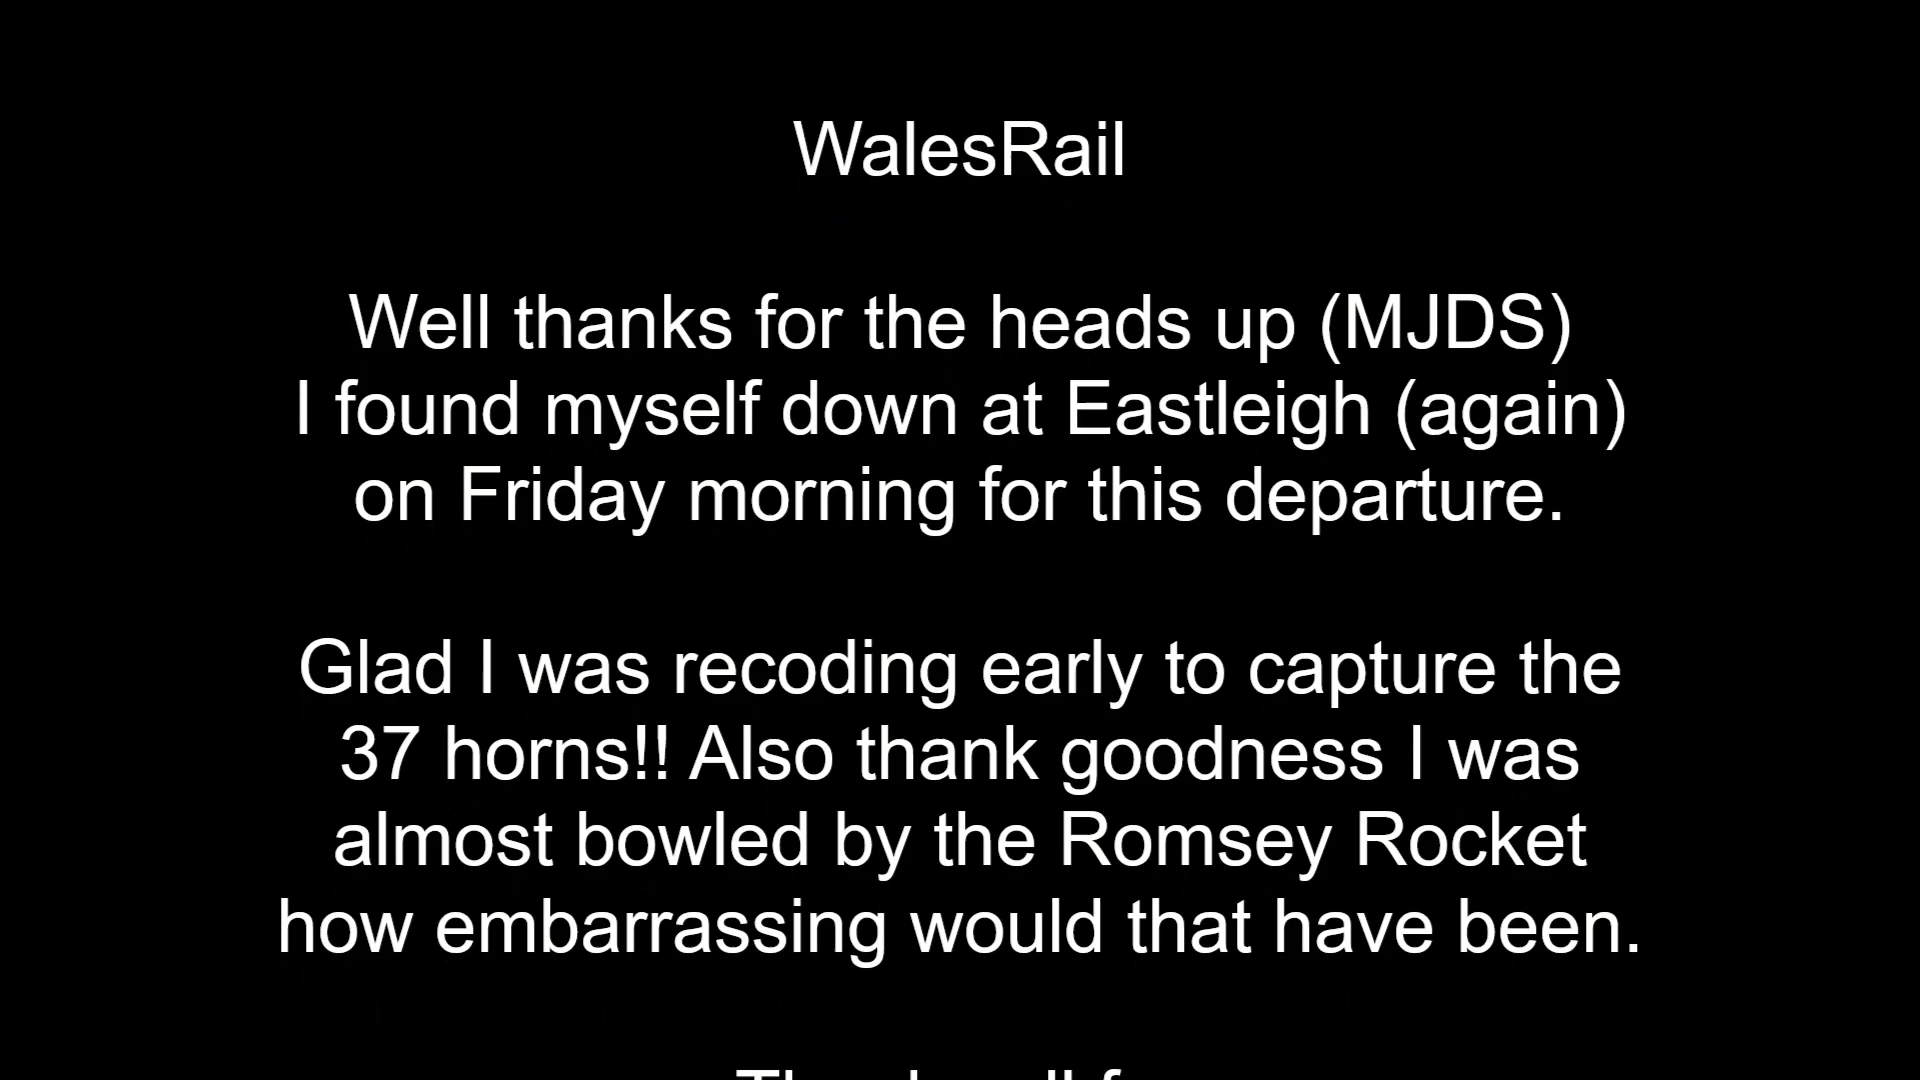 WalesRail
Well thanks for the heads up (MJDS)
I found myself down at Eastleigh (again)
on Friday morning for this departure.
Glad I was recoding early to capture the
37 horns!! Also thank goodness I was
almost bowled by the Romsey Rocket
how embarrassing would that have been.